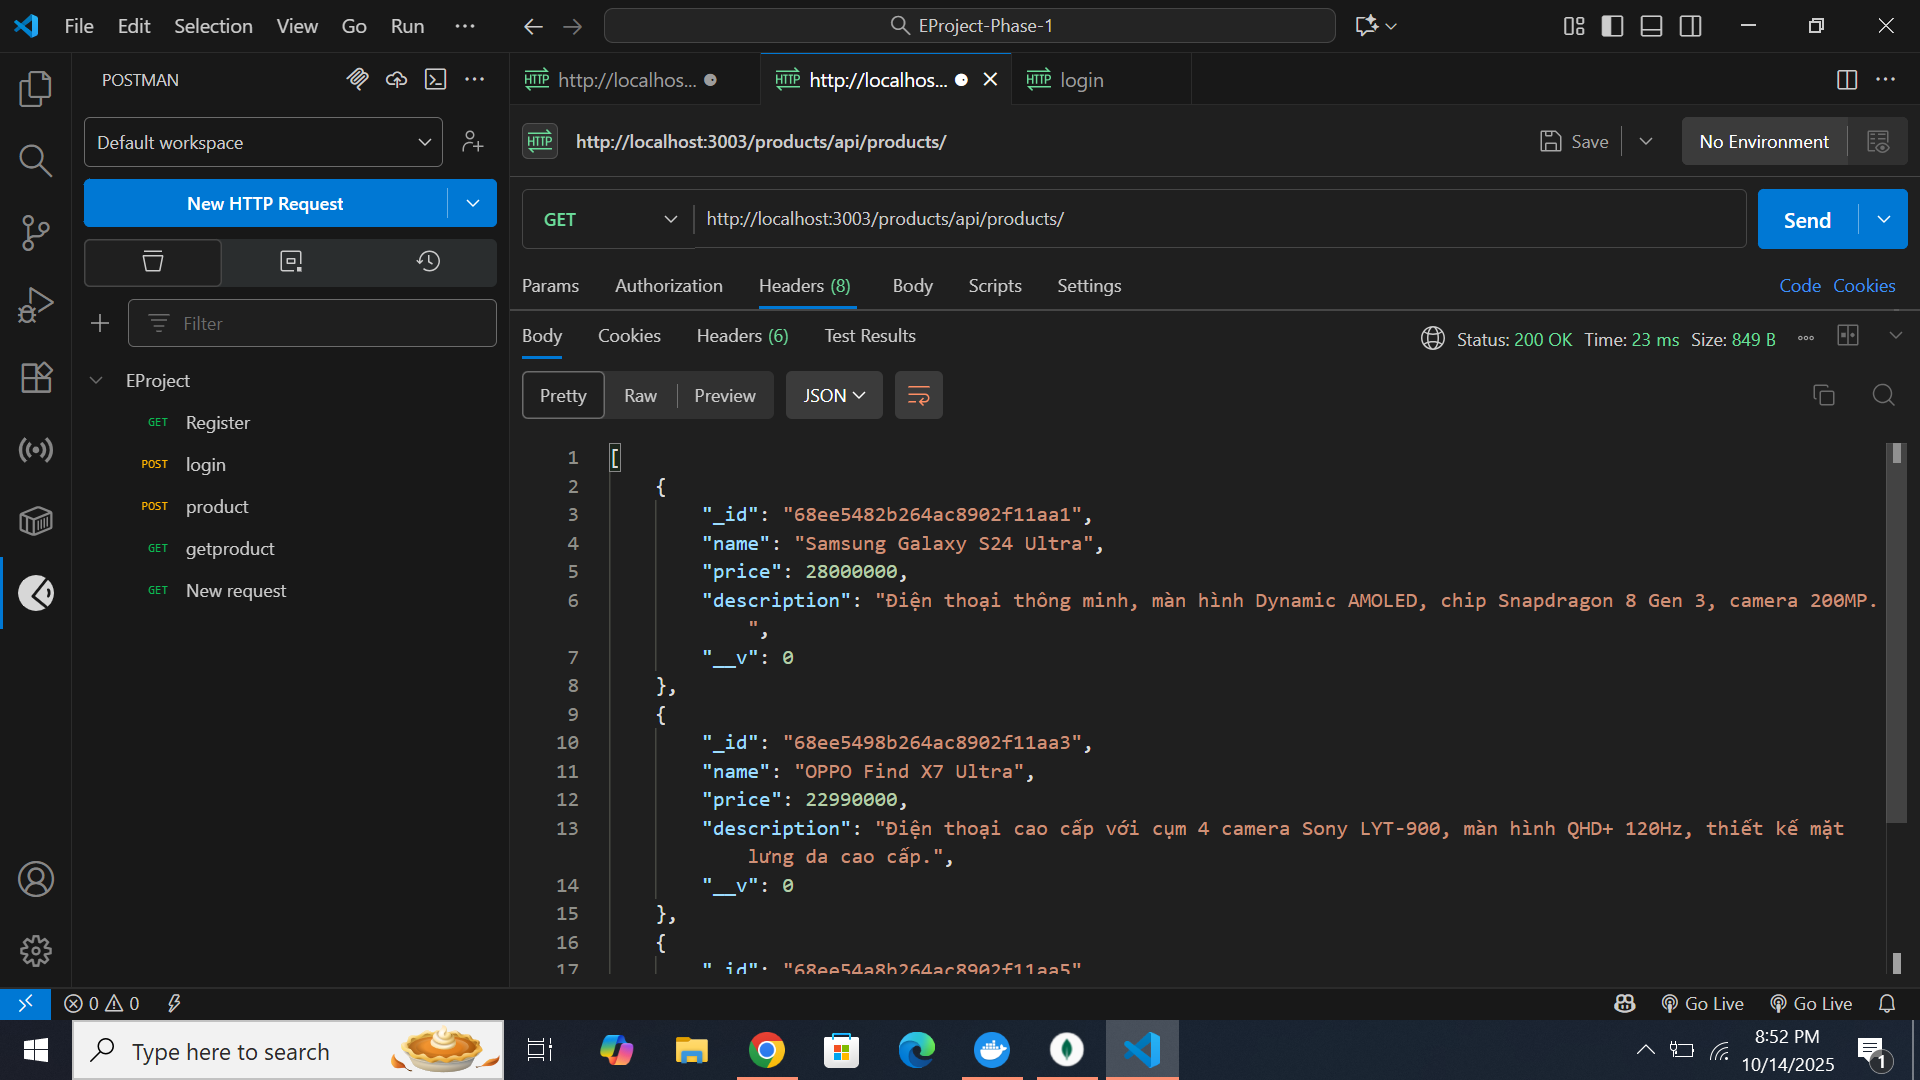 File Edit Selection View Go Run ···
EProject-Phase-1
POSTMAN
http://localhos...
http://localhos...
login
Default workspace
HTTP http://localhost:3003/products/api/products/
Save
No Environment
New HTTP Request
GET http://localhost:3003/products/api/products/
Send
Params Authorization Headers (8) Body Scripts Settings
Code Cookies
Filter
Body Cookies Headers (6) Test Results
Status: 200 OK Time: 23 ms Size: 849 B
EProject
GET Register
POST login
POST product
GET getproduct
GET New request
Pretty Raw Preview JSON
1 [
2 {
3 "_id": "68ee5482b264ac8902f11aa1",
4 "name": "Samsung Galaxy S24 Ultra",
5 "price": 28000000,
6 "description": "Điện thoại thông minh, màn hình Dynamic AMOLED, chip Snapdragon 8 Gen 3, camera 200MP.
",
7 "__v": 0
8 },
9 {
10 "_id": "68ee5498b264ac8902f11aa3",
11 "name": "OPPO Find X7 Ultra",
12 "price": 22990000,
13 "description": "Điện thoại cao cấp với cụm 4 camera Sony LYT-900, màn hình QHD+ 120Hz, thiết kế mặt
lưng da cao cấp.",
14 "__v": 0
15 },
16 {
17 "_id": "68ee54a8b264ac8902f11aa5"
0 0
Go Live
Go Live
Type here to search
8:52 PM
10/14/2025
1